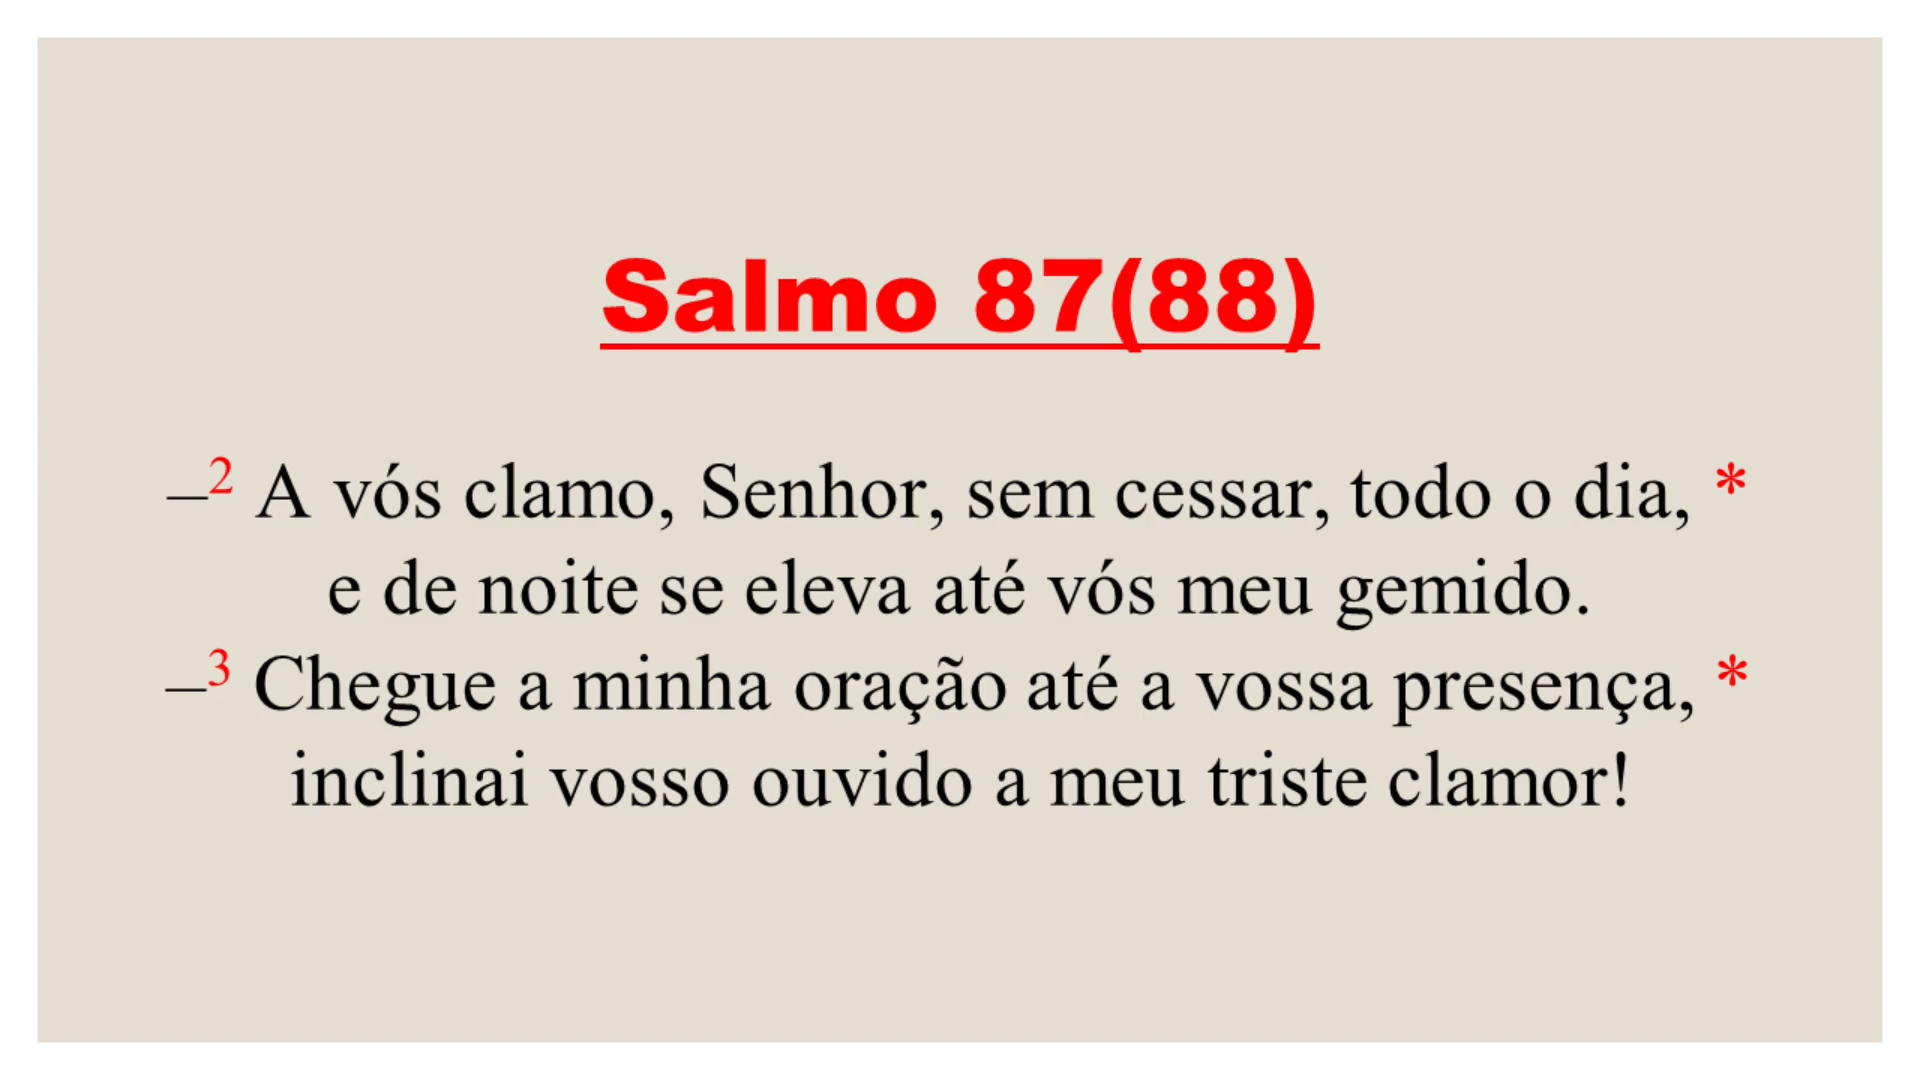 Salmo 87(88)
–² A vós clamo, Senhor, sem cessar, todo o dia, *
e de noite se eleva até vós meu gemido.
–³ Chegue a minha oração até a vossa presença, *
inclinai vosso ouvido a meu triste clamor!